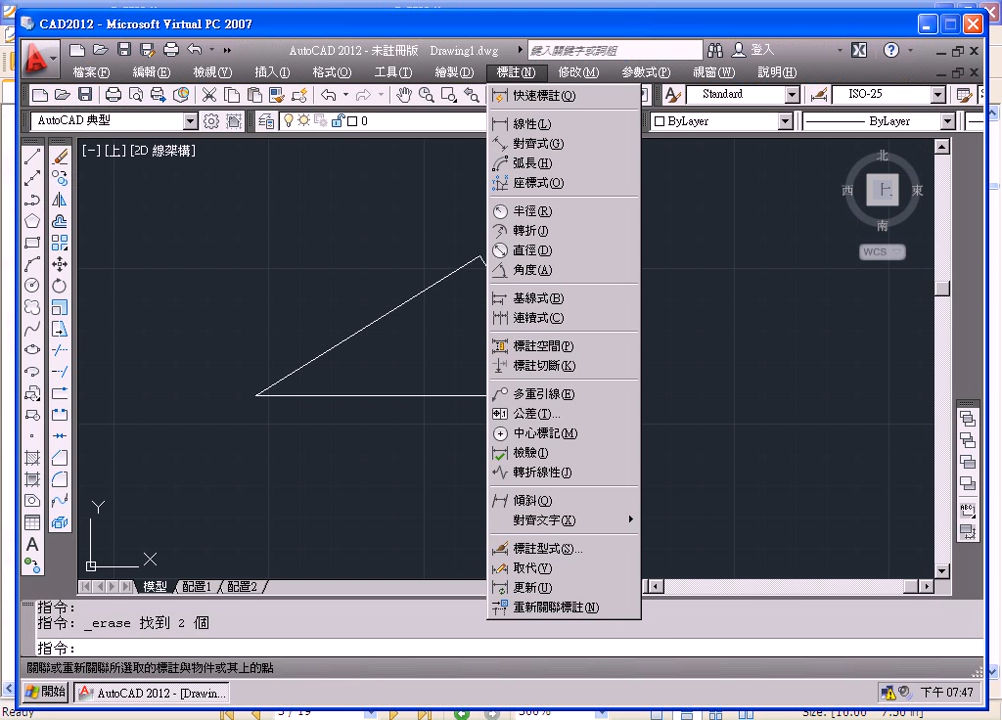 CAD2012 - Microsoft Virtual PC 2007
AutoCAD 2012 - 未註冊版 Drawing1.dwg
鍵入關鍵字或詞組
登入
檔案(F) 編輯(E) 檢視(V) 插入(I) 格式(O) 工具(T) 繪製(D) 標註(N) 修改(M) 參數式(P) 視窗(W) 說明(H)
Standard
ISO-25
AutoCAD 典型
0
ByLayer
ByLayer
[−][上][2D 線架構]
快速標註(Q)
線性(L)
對齊式(G)
弧長(H)
座標式(O)
半徑(R)
轉折(J)
直徑(D)
角度(A)
基線式(B)
連續式(C)
標註空間(P)
標註切斷(K)
多重引線(E)
公差(T)...
中心標記(M)
檢驗(I)
轉折線性(J)
傾斜(Q)
對齊文字(X)
標註型式(S)...
取代(V)
更新(U)
重新關聯標註(N)
北
西
上
東
南
WCS
Y
X
模型
配置1
配置2
指令:
指令: _erase 找到 2 個
指令:
關聯或重新關聯所選取的標註與物件或其上的點
開始
AutoCAD 2012 - [Drawin...
下午 07:47
Ready